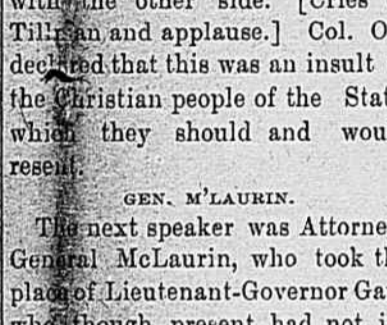 with the other side. [Cries
Tillman and applause.] Col. O
declared that this was an insult
the Christian people of the Stat
which they should and wou
resent.
GEN. M'LAURIN.
The next speaker was Attorne
General McLaurin, who took th
place of Lieutenant-Governor Ga
who though present had not i